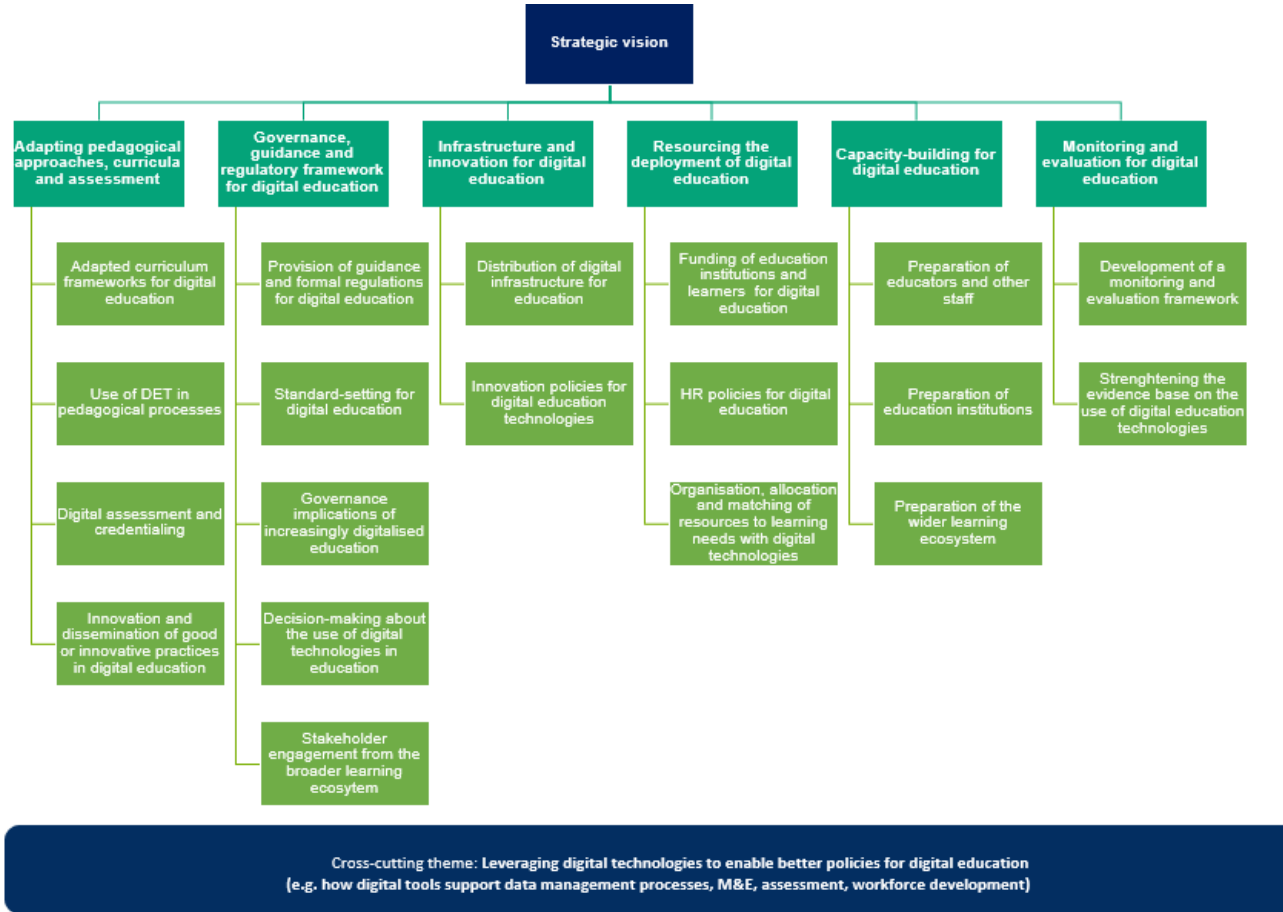 Strategic vision
Adapting pedagogical
approaches, curricula
and assessment
Governance,
guidance and
regulatory framework
for digital education
Infrastructure and
innovation for digital
education
Resourcing the
deployment of digital
education
Capacity-building for
digital education
Monitoring and
evaluation for digital
education
Adapted curriculum
frameworks for digital
education
Provision of guidance
and formal regulations
for digital education
Distribution of digital
infrastructure for
education
Funding of education
institutions and
learners for digital
education
Preparation of
educators and other
staff
Development of a
monitoring and
evaluation framework
Use of DET in
pedagogical processes
Standard-setting for
digital education
Innovation policies for
digital education
technologies
HR policies for digital
education
Preparation of
education institutions
Strenghtening the
evidence base on the
use of digital education
technologies
Digital assessment and
credentialing
Governance
implications of
increasingly digitalised
education
Organisation, allocation
and matching of
resources to learning
needs with digital
technologies
Preparation of the
wider learning
ecosystem
Innovation and
dissemination of good
or innovative practices
in digital education
Decision-making about
the use of digital
technologies in
education
Stakeholder
engagement from the
broader learning
ecosytem
Cross-cutting theme: Leveraging digital technologies to enable better policies for digital education
(e.g. how digital tools support data management processes, M&E, assessment, workforce development)